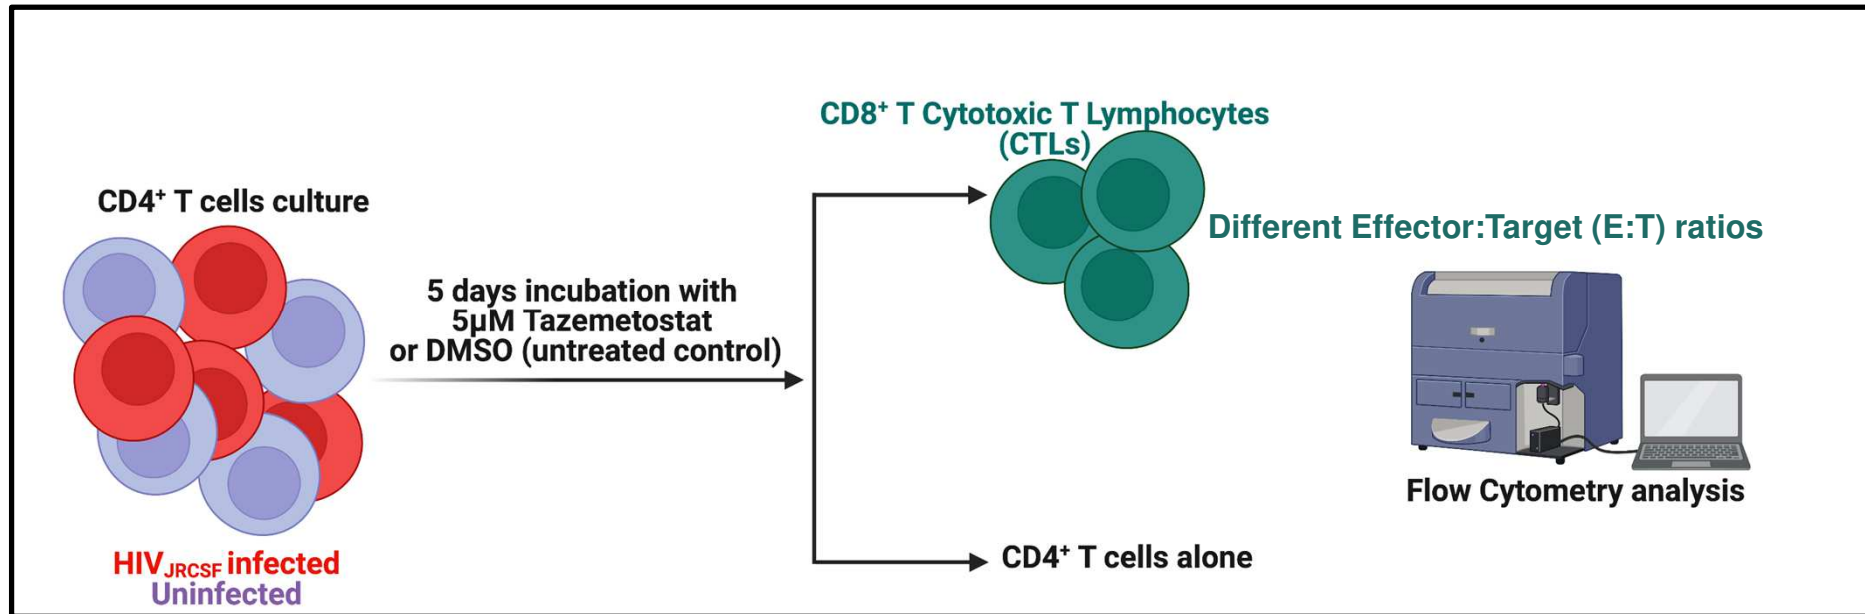 CD4⁺ T cells culture
HIV_JRCSF infected
Uninfected
5 days incubation with
5µM Tazemetostat
or DMSO (untreated control)
CD8⁺ T Cytotoxic T Lymphocytes
(CTLs)
Different Effector:Target (E:T) ratios
CD4⁺ T cells alone
Flow Cytometry analysis